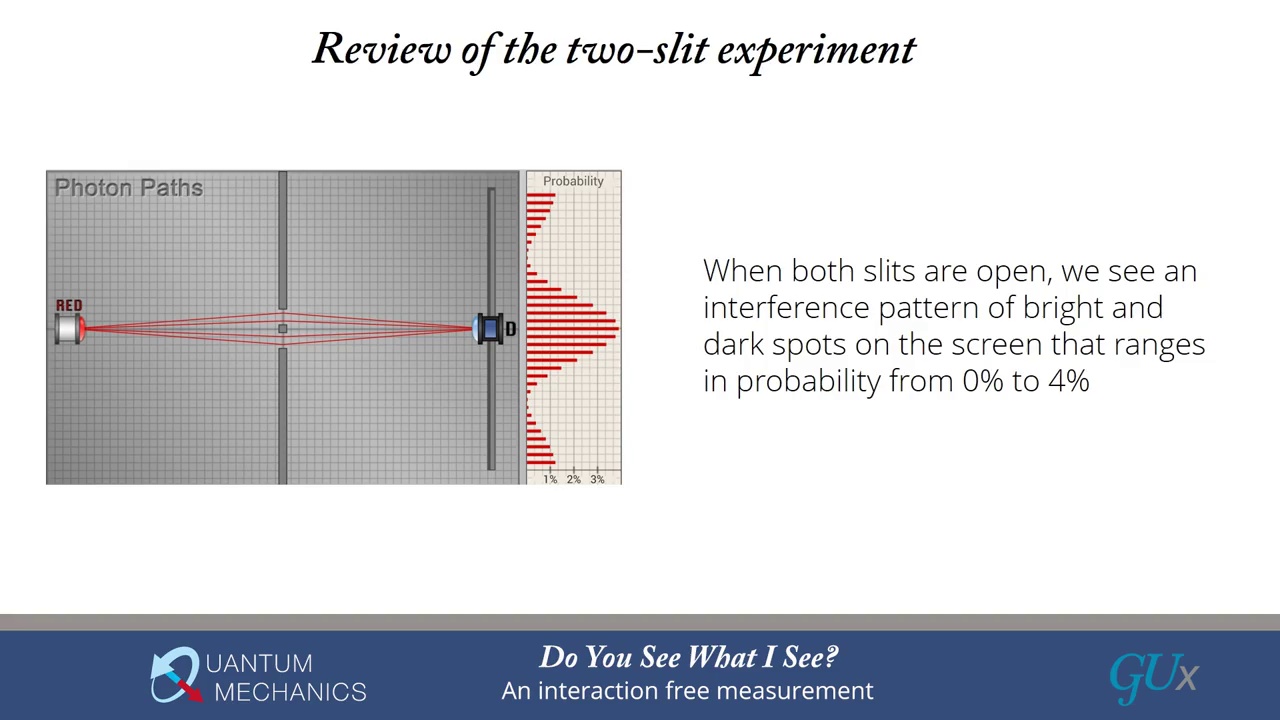 Review of the two-slit experiment
Photon Paths
Probability
RED
D
1% 2% 3%
When both slits are open, we see an
interference pattern of bright and
dark spots on the screen that ranges
in probability from 0% to 4%
QUANTUM
MECHANICS
Do You See What I See?
An interaction free measurement
GUx